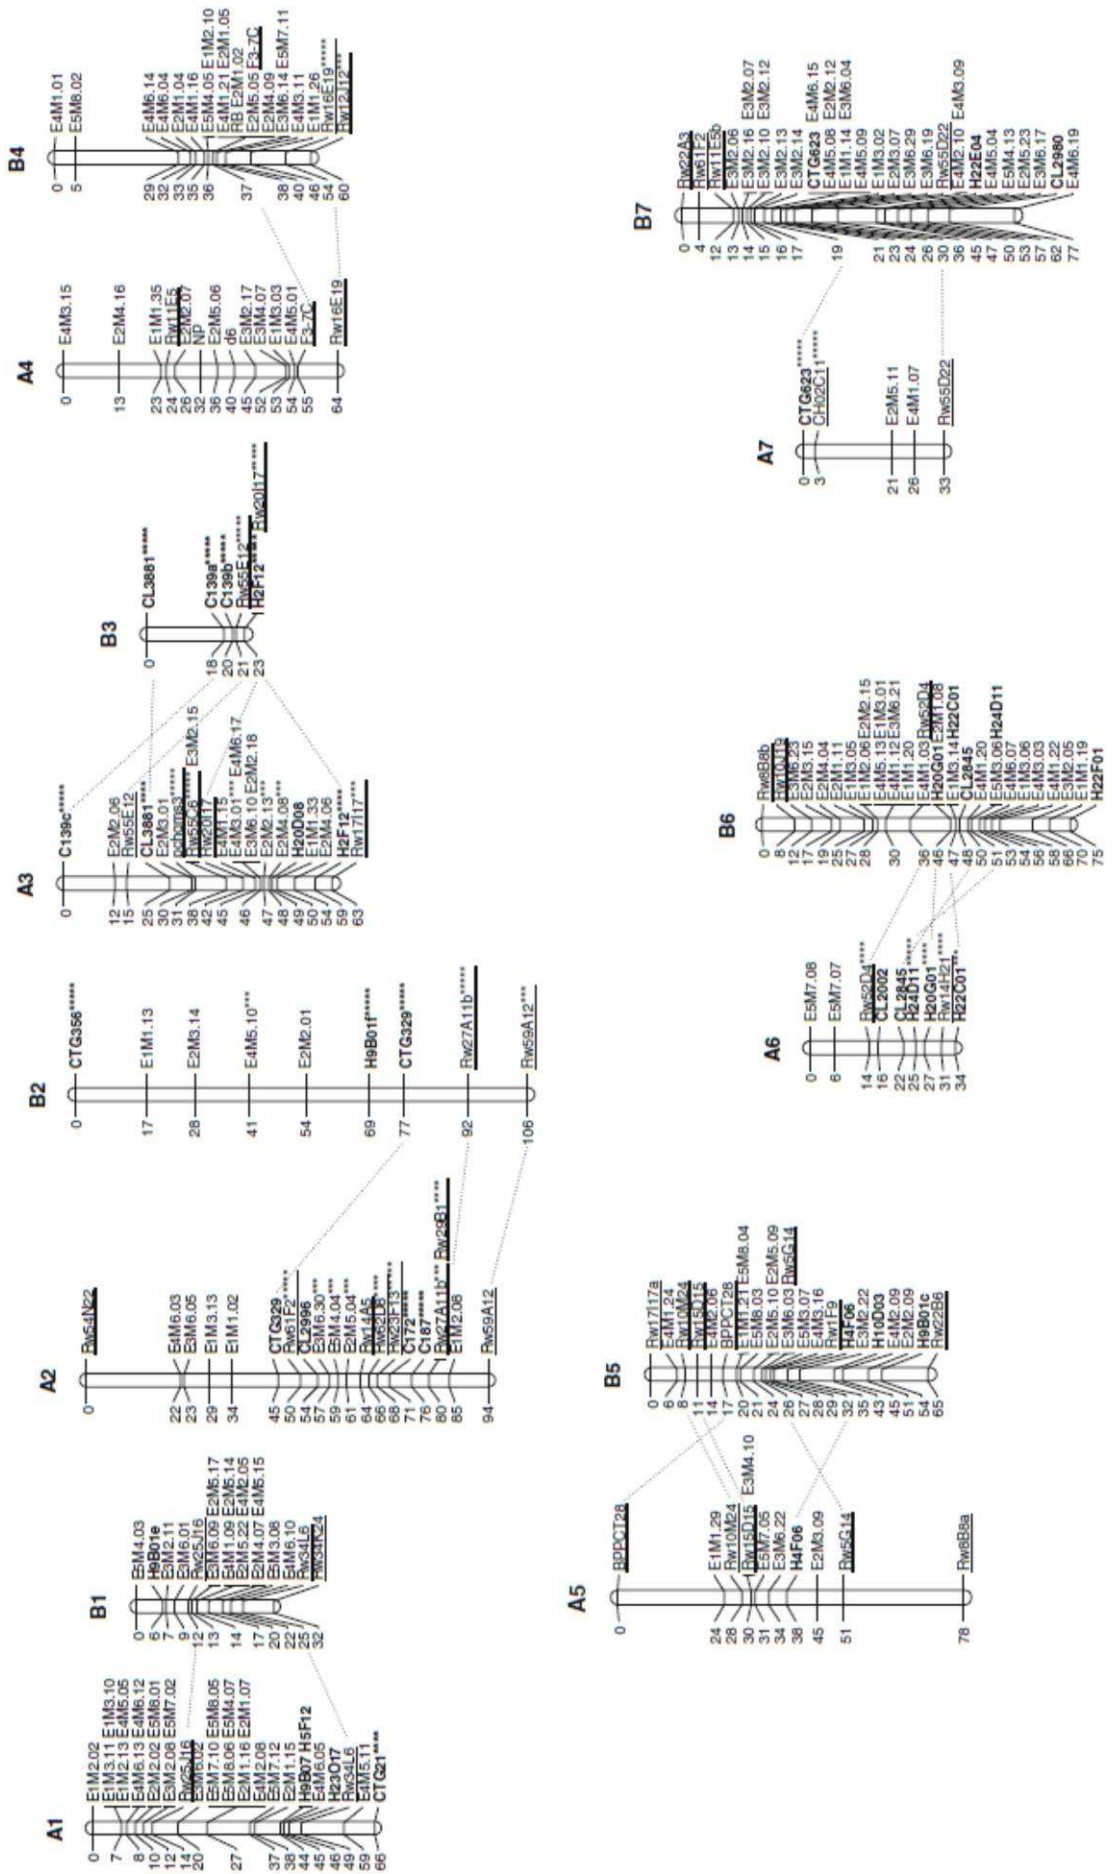 A1
0
7
8
10
12
14
20
27
37
38
44
45
46
49
59
66
E1M2.02
E1M3.11 E1M3.10
E1M2.13 E4M5.05
E4M6.13 E4M6.12
E2M2.02 E5M8.01
E3M2.08 E5M7.02
Rw25J16
E3M6.02
E5M7.10 E5M8.05
E5M8.06 E5M4.07
E2M1.16 E2M1.07
E4M2.08
E5M7.12
E2M1.15
H9B07 H5F12
E4M6.05
H23O17
Rw34L6
E4M5.11
CTG21****
B1
0
6
7
9
12
13
14
17
20
22
25
32
E5M4.03
H9B01e
E3M2.11
E3M6.01
Rw25J16
E3M6.09 E2M5.17
E4M1.09 E2M5.14
E2M5.22 E4M2.05
E2M4.07 E4M5.15
E5M3.08
E4M6.10
Rw34L6
Rw34K24
A2
0
22
23
29
34
45
50
54
57
59
61
64
66
68
71
76
80
85
94
Rw54N22
E4M6.03
E3M6.05
E1M3.13
E1M1.02
CTG329
Rw61F2*****
CL2996
E3M6.30****
E5M4.04***
E2M5.04****
Rw14A5
Rw62D8
Rw23F13
C172*****
C187*****
Rw27A11b*** Rw29B1****
E1M2.08
Rw59A12
B2
0
17
28
41
54
69
77
92
106
CTG356*****
E1M1.13
E2M3.14
E4M5.10***
E2M2.01
H9B01f*****
CTG329*****
Rw27A11b*****
Rw59A12***
A3
0
12
15
25
30
31
38
42
45
46
47
48
49
50
54
59
63
C139c*****
E2M2.06
Rw55E12
CL3881****
E2M3.01
pchcms3***** E3M2.15
Rw55C6
Rw20I17
E4M1.15
E4M3.01*** E4M6.17
E3M6.10 E2M2.18
E2M2.13***
E2M4.08***
H20D08
E1M1.33
E2M4.06
H2F12****
Rw17I17***
B3
0
18
20
21
23
CL3881*****
C139a*****
C139b*****
Rw55E12*****
H2F12***** Rw20I17*****
A4
0
13
23
24
26
32
36
40
45
52
53
54
55
64
E4M3.15
E2M4.16
E1M1.35
Rw11E5
E2M2.07
NP
E2M5.06
d6
E3M2.17
E3M4.07
E1M3.03
E4M5.01
F3-7C
Rw16E19
B4
0
5
29
32
33
35
36
37
38
40
46
54
60
E4M1.01
E5M8.02
E4M6.14
E4M6.04
E2M1.04
E4M1.16
E5M4.05 E1M2.10
E4M1.21 E2M1.05
RB E2M1.02
E2M5.05 F3-7C
E2M4.09
E3M6.14 E5M7.11
E4M3.11
E1M1.26
Rw16E19*****
Rw12J12***
A5
0
24
28
30
31
34
38
45
51
78
BPPCT28
E1M1.29
Rw10M24
Rw15D15 E3M4.10
E5M7.05
E3M6.22
H4F06
E2M3.09
Rw5G14
Rw8B8a
B5
0
6
8
11
14
17
20
21
24
26
27
28
29
32
35
43
45
51
54
65
Rw17I17a
E4M1.24
Rw10M24
Rw15D15
E4M2.06
BPPCT28
E1M1.21 E5M8.04
E5M8.03
E2M5.10 E2M5.09
E3M6.03 Rw5G14
E5M3.07
E4M3.16
Rw1F9
H4F06
E3M2.22
H10D03
E4M2.09
E2M2.09
H9B01c
Rw22B6
A6
0
6
14
16
22
25
27
31
34
E5M7.08
E5M7.07
Rw52D4****
CL2002
CL2845
H24D11*****
H20G01****
Rw14H21****
H22C01***
B6
0
8
12
17
19
25
27
28
30
36
46
47
48
50
51
53
54
56
58
66
70
75
Rw8B8b
Rw10J19
E3M6.23
E2M3.15
E2M4.04
E2M1.11
E1M3.05
E1M2.06 E2M2.15
E4M5.13 E1M3.01
E4M1.12 E3M6.21
E1M1.20
E4M1.03 Rw52D4
H20G01 E2M1.08
E1M3.14 H22C01
CL2845
E4M1.20
E5M3.06 H24D11
E4M6.07
E1M3.06
E4M3.03
E4M1.22
E3M2.05
E1M1.19
H22F01
A7
0
3
21
26
33
CTG623*****
CH02C11*****
E2M5.11
E4M1.07
Rw55D22
B7
0
4
12
13
14
15
16
17
19
21
23
24
26
30
36
45
47
50
53
57
62
77
Rw22A3
Rw61F2
Rw11E5b
E3M2.06
E3M2.16 E3M2.07
E3M2.10 E3M2.12
E3M2.13
E3M2.14
CTG623 E4M6.15
E4M5.08 E2M2.12
E1M1.14 E3M6.04
E4M5.09
E1M3.02
E2M3.07
E3M6.29
E3M6.19
Rw55D22
E4M2.10 E4M3.09
H22E04
E4M5.04
E5M4.13
E2M5.23
E3M6.17
CL2980
E4M6.19